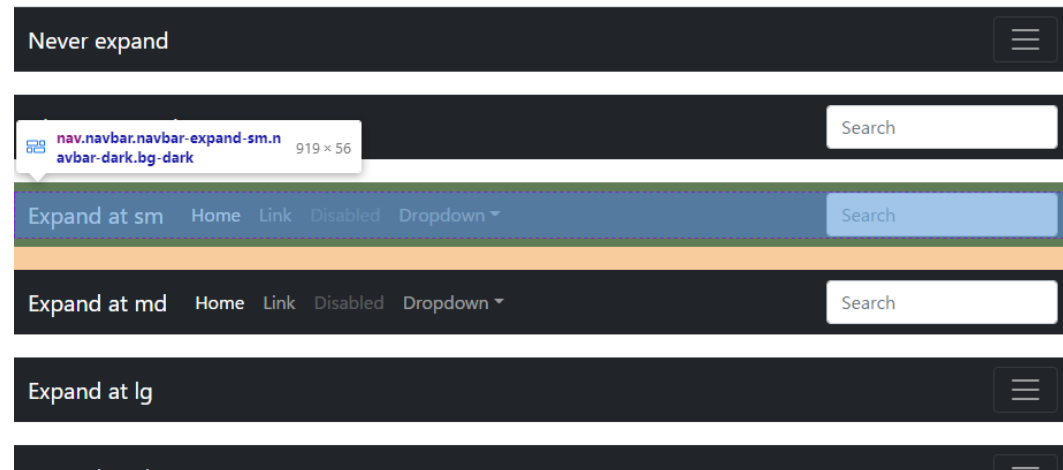 Never expand
Search
nav.navbar.navbar-expand-sm.n
avbar-dark.bg-dark
919 × 56
Expand at sm Home Link Disabled Dropdown Search
Expand at md Home Link Disabled Dropdown Search
Expand at lg